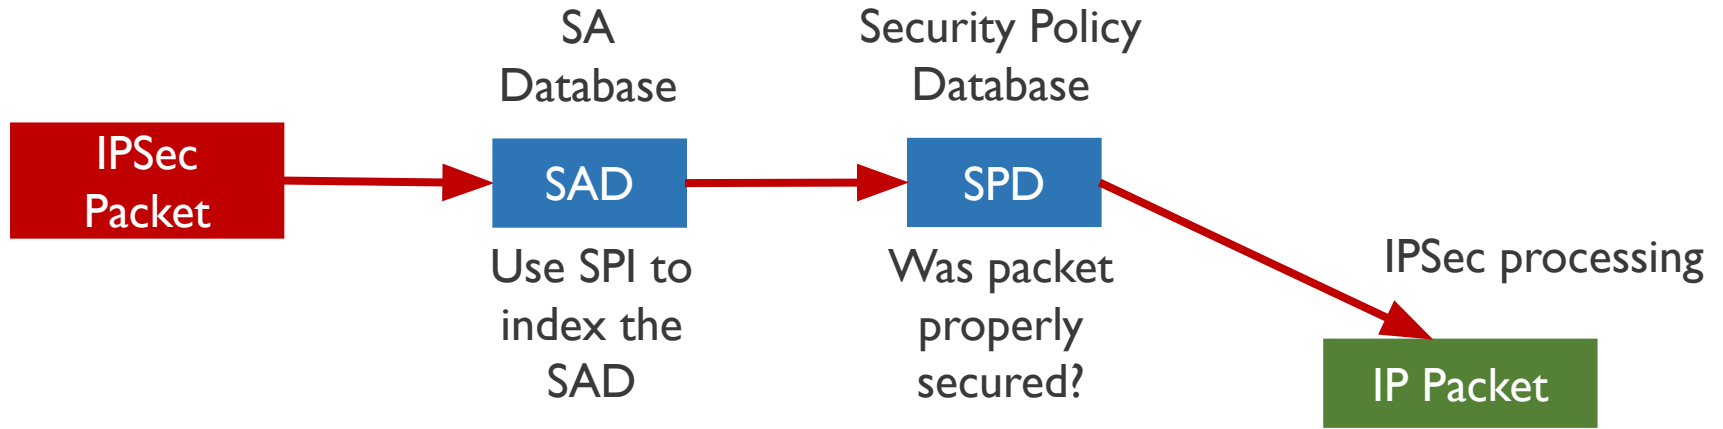 SA
Database
Security Policy
Database
IPSec
Packet
SAD
SPD
Use SPI to
index the
SAD
Was packet
properly
secured?
IPSec processing
IP Packet